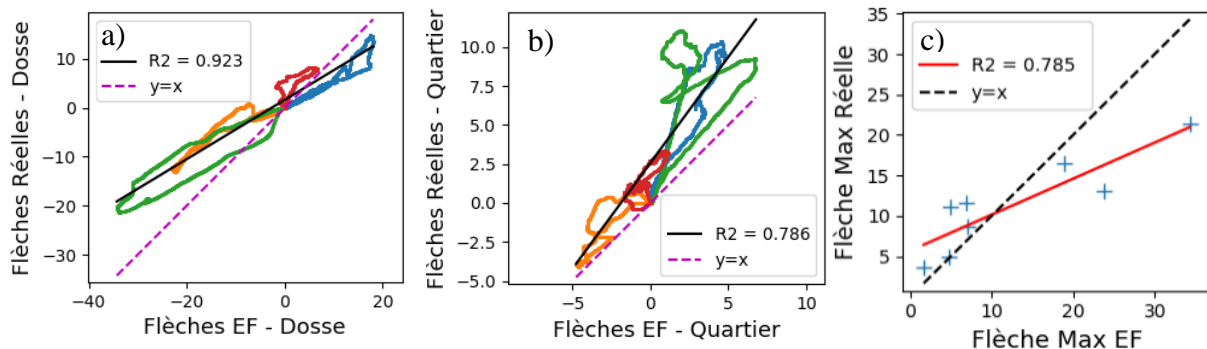 a)
R2 = 0.923
y=x
Flèches Réelles - Dosse
10
0
−10
−20
−30
−40
−20
0
20
Flèches EF - Dosse
b)
R2 = 0.786
y=x
Flèches Réelles - Quartier
10.0
7.5
5.0
2.5
0.0
−2.5
−5.0
−5
0
5
10
Flèches EF - Quartier
c)
R2 = 0.785
y=x
Flèche Max Réelle
35
30
25
20
15
10
5
0
10
20
30
Flèche Max EF